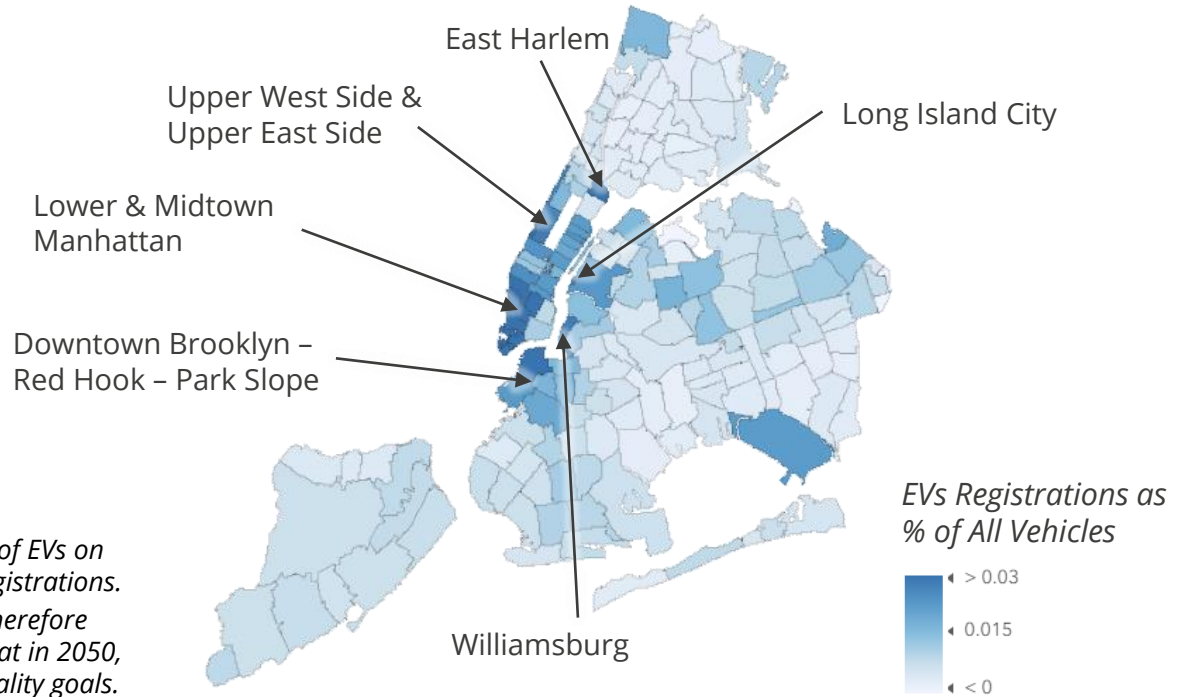 East Harlem
Upper West Side &
Upper East Side
Long Island City
Lower & Midtown
Manhattan
Downtown Brooklyn –
Red Hook – Park Slope
EVs Registrations as
% of All Vehicles
of EVs on
gistrations.
herefore
at in 2050,
ality goals.
> 0.03
0.015
< 0
Williamsburg